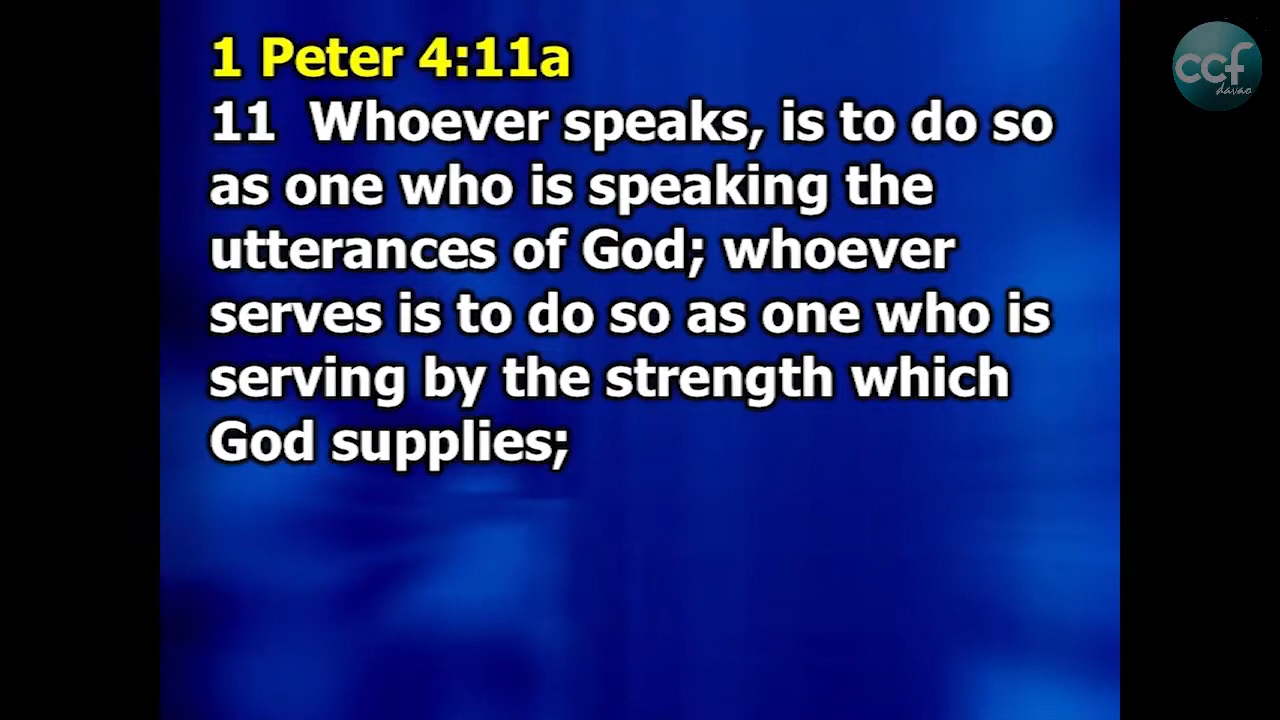 1 Peter 4:11a
11 Whoever speaks, is to do so
as one who is speaking the
utterances of God; whoever
serves is to do so as one who is
serving by the strength which
God supplies;
ccf
davao